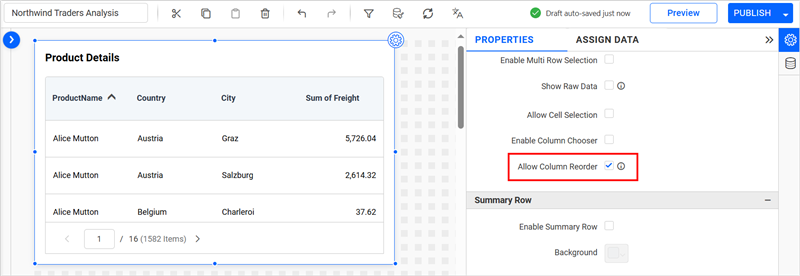 Northwind Traders Analysis
Draft auto-saved just now
Preview
PUBLISH
Product Details
ProductName Country City Sum of Freight
Alice Mutton Austria Graz 5,726.04
Alice Mutton Austria Salzburg 2,614.32
Alice Mutton Belgium Charleroi 37.62
1 / 16 (1582 Items)
PROPERTIES ASSIGN DATA
Enable Multi Row Selection
Show Raw Data
Allow Cell Selection
Enable Column Chooser
Allow Column Reorder
Summary Row
Enable Summary Row
Background